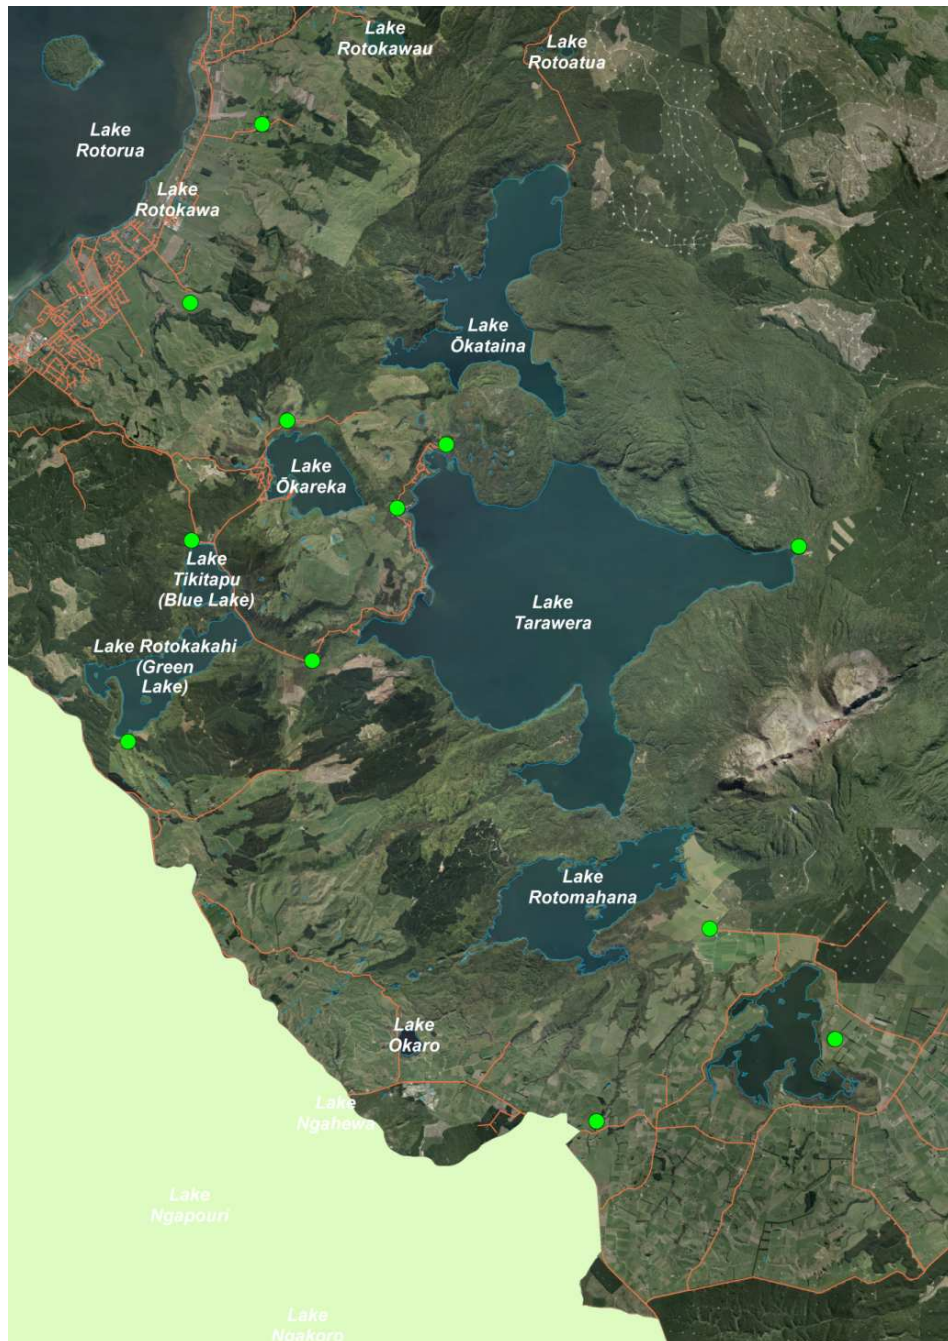 Lake
Rotokawau
Lake
Rotoatua
Lake
Rotorua
Lake
Rotokawa
Lake
Ōkataina
Lake
Ōkareka
Lake
Tikitapu
(Blue Lake)
Lake
Tarawera
Lake Rotokakahi
(Green
Lake)
Lake
Rotomahana
Lake
Okaro
Lake
Ngahewa
Lake
Ngapouri
Lake
Ngakoro